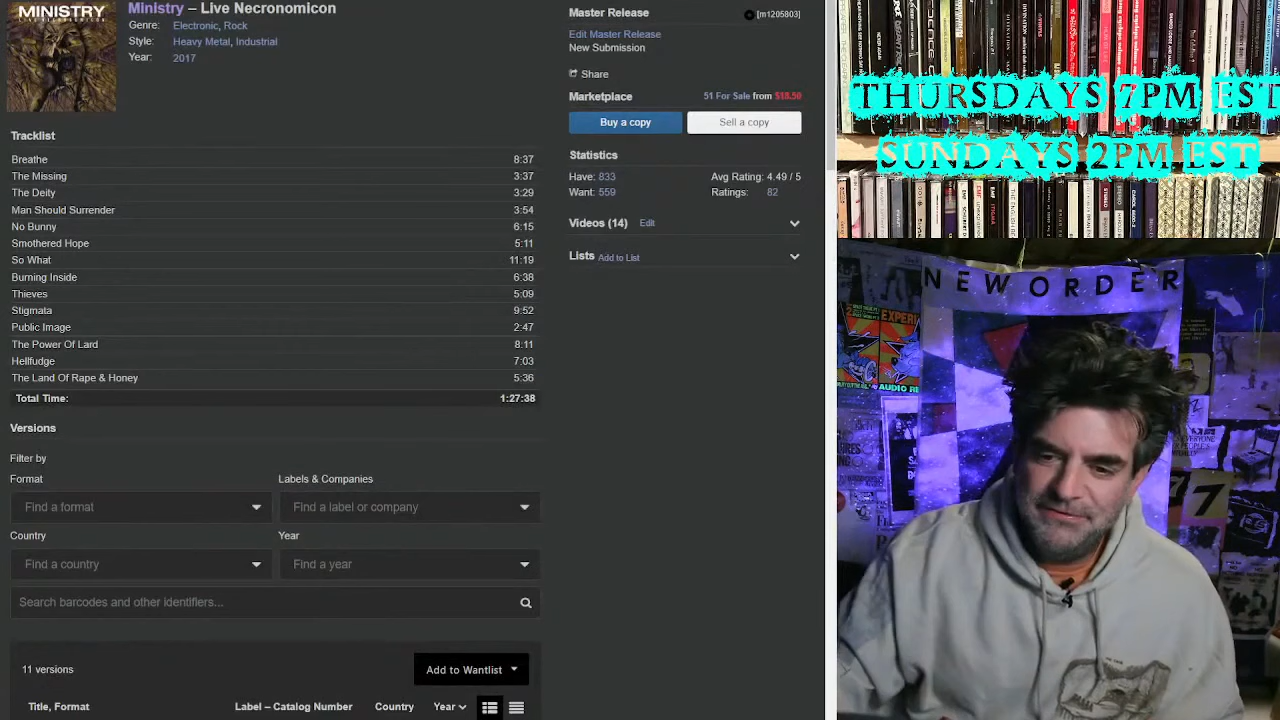 MINISTRY
LIVE NECRONOMICON
Ministry – Live Necronomicon
Genre: Electronic, Rock
Style: Heavy Metal, Industrial
Year: 2017
Tracklist
Breathe 8:37
The Missing 3:37
The Deity 3:29
Man Should Surrender 3:54
No Bunny 6:15
Smothered Hope 5:11
So What 11:19
Burning Inside 6:38
Thieves 5:09
Stigmata 9:52
Public Image 2:47
The Power Of Lard 8:11
Hellfudge 7:03
The Land Of Rape & Honey 5:36
Total Time: 1:27:38
Versions
Filter by
Format Labels & Companies
Find a format Find a label or company
Country Year
Find a country Find a year
Search barcodes and other identifiers...
11 versions Add to Wantlist
Title, Format Label – Catalog Number Country Year
Master Release [m1205803]
Edit Master Release
New Submission
Share
Marketplace 51 For Sale from $18.50
Buy a copy Sell a copy
Statistics
Have: 833 Avg Rating: 4.49 / 5
Want: 559 Ratings: 82
Videos (14) Edit
Lists Add to List
THURSDAYS 7PM EST
SUNDAYS 2PM EST
NEW ORDER
EXPERI
AUDIO RE
7